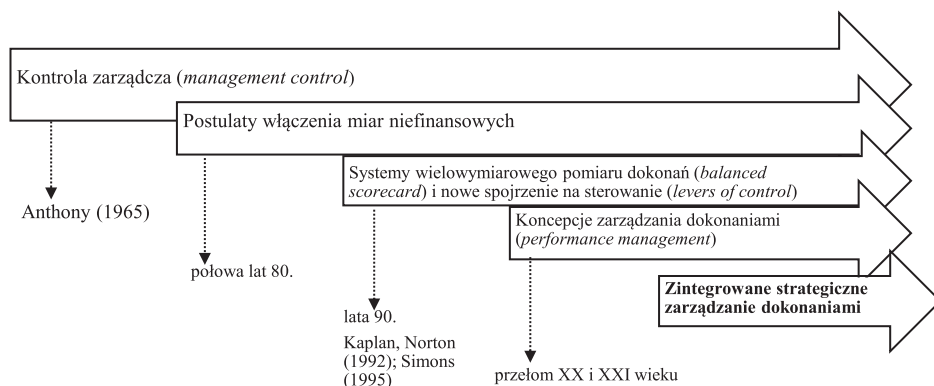 Kontrola zarządcza (management control)
Postulaty włączenia miar niefinansowych
Systemy wielowymiarowego pomiaru dokonań (balanced
scorecard) i nowe spojrzenie na sterowanie (levers of control)
Anthony (1965)
Koncepcje zarządzania dokonaniami
(performance management)
połowa lat 80.
Zintegrowane strategiczne
zarządzanie dokonaniami
lata 90.
Kaplan, Norton
(1992); Simons
(1995)
przełom XX i XXI wieku